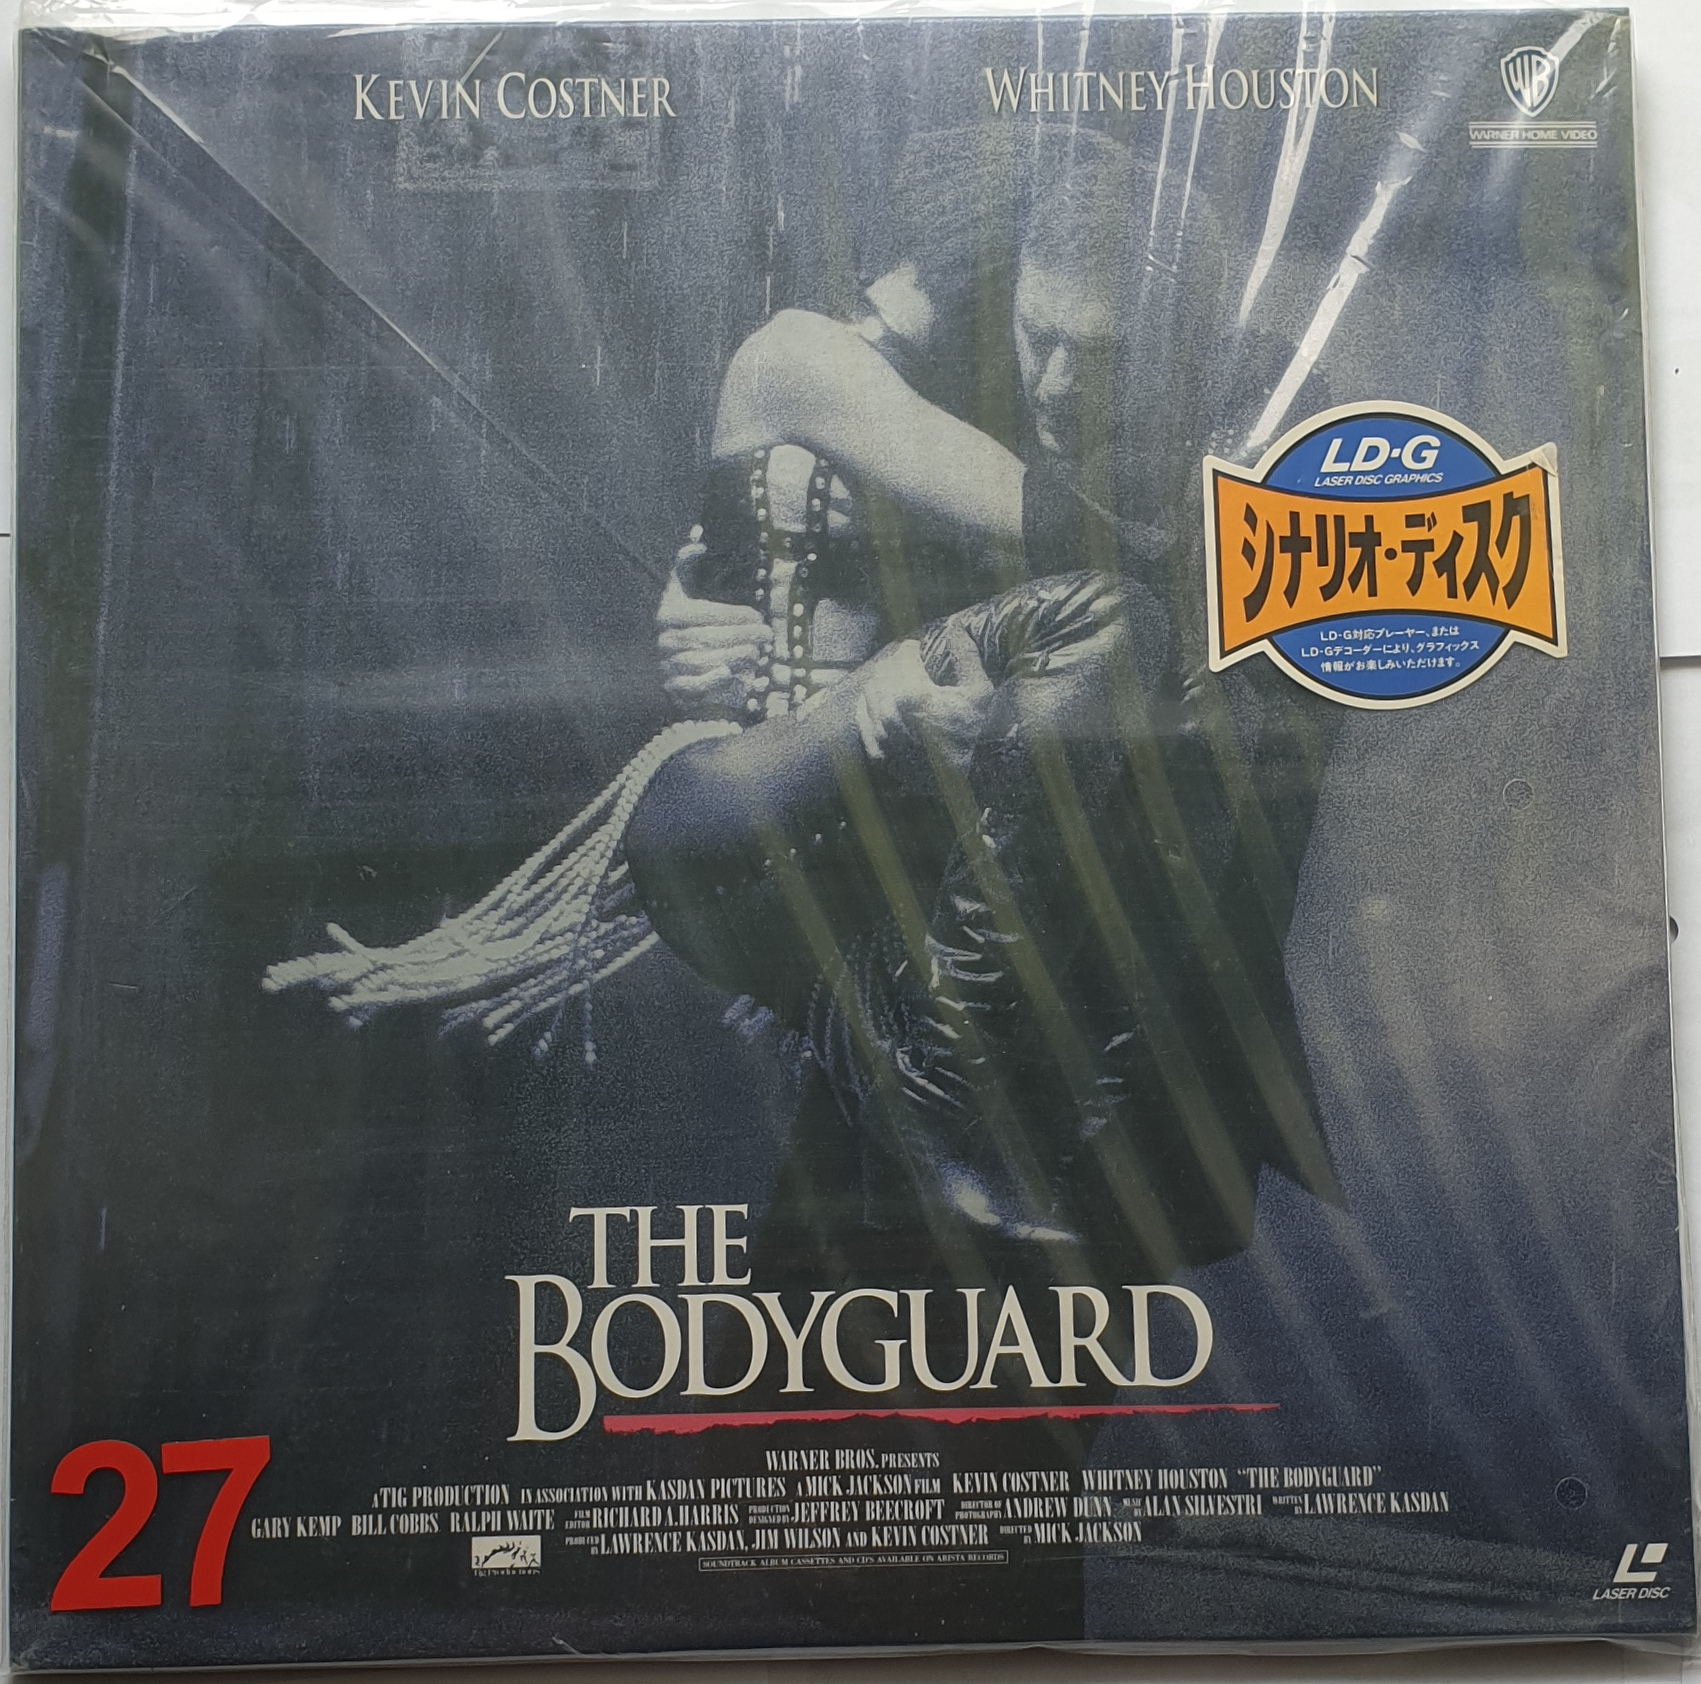 KEVIN COSTNER
WHITNEY HOUSTON
WB
WARNER HOME VIDEO
LD·G
LASER DISC GRAPHICS
シナリオ・ディスク
LD-G対応プレーヤー、または
LD-Gデコーダーにより、グラフィックス
情報がお楽しみいただけます。
THE
BODYGUARD
27
WARNER BROS. PRESENTS
A TIG PRODUCTION IN ASSOCIATION WITH KASDAN PICTURES A MICK JACKSON FILM KEVIN COSTNER WHITNEY HOUSTON "THE BODYGUARD"
GARY KEMP BILL COBBS RALPH WAITE FILM EDITOR RICHARD A. HARRIS PRODUCTION DESIGNED BY JEFFREY BEECROFT DIRECTOR OF PHOTOGRAPHY ANDREW DUNN MUSIC BY ALAN SILVESTRI WRITTEN BY LAWRENCE KASDAN
PRODUCED BY LAWRENCE KASDAN, JIM WILSON AND KEVIN COSTNER DIRECTED BY MICK JACKSON
Tig Productions
SOUNDTRACK ALBUM CASSETTES AND CD'S AVAILABLE ON ARISTA RECORDS
LASER DISC